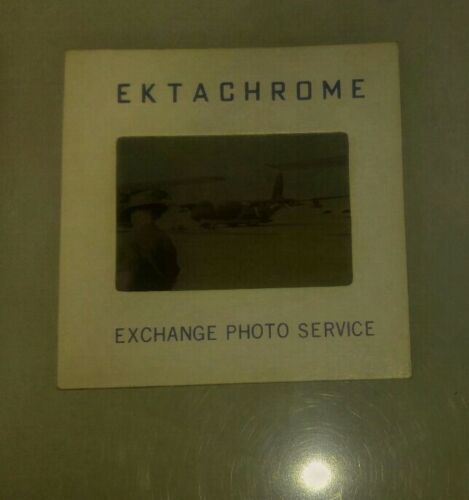 EKTACHROME
EXCHANGE PHOTO SERVICE